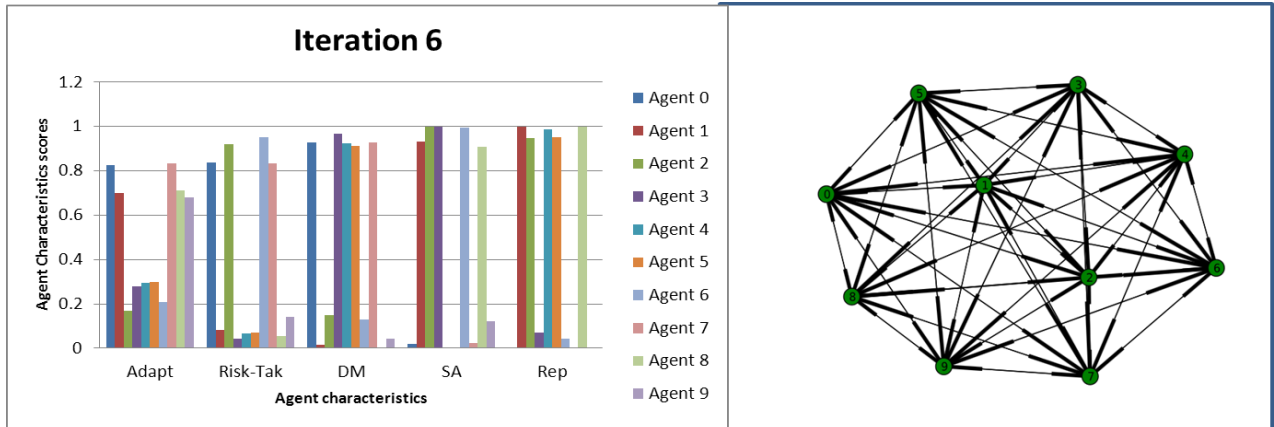 Iteration 6
1.2
1
0.8
0.6
0.4
0.2
0
Agent Characteristics scores
Adapt Risk-Tak DM SA Rep
Agent characteristics
Agent 0
Agent 1
Agent 2
Agent 3
Agent 4
Agent 5
Agent 6
Agent 7
Agent 8
Agent 9
5
3
4
1
0
6
2
8
9
7